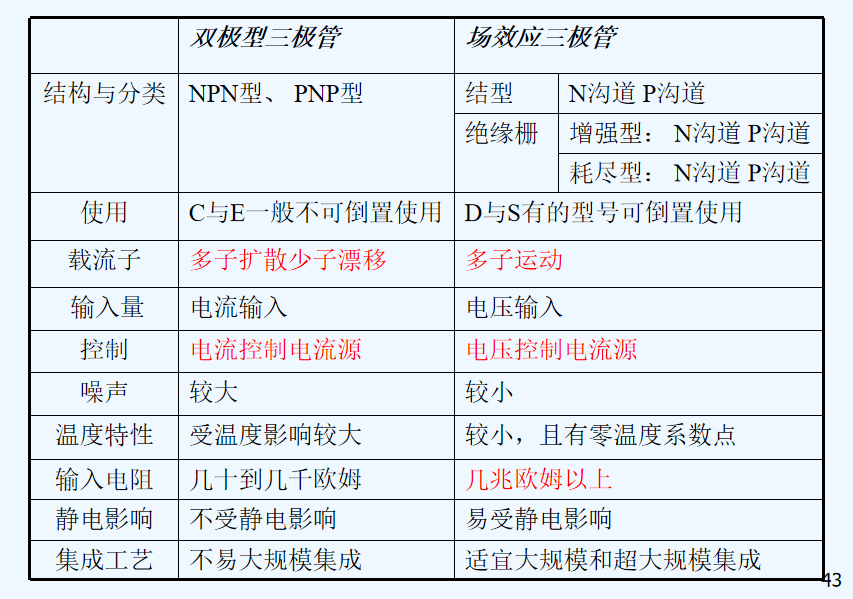 双极型三极管 场效应三极管
结构与分类 NPN型、 PNP型 结型 N沟道 P沟道
绝缘栅 增强型： N沟道 P沟道
耗尽型： N沟道 P沟道
使用 C与E一般不可倒置使用 D与S有的型号可倒置使用
载流子 多子扩散少子漂移 多子运动
输入量 电流输入 电压输入
控制 电流控制电流源 电压控制电流源
噪声 较大 较小
温度特性 受温度影响较大 较小，且有零温度系数点
输入电阻 几十到几千欧姆 几兆欧姆以上
静电影响 不受静电影响 易受静电影响
集成工艺 不易大规模集成 适宜大规模和超大规模集成
43